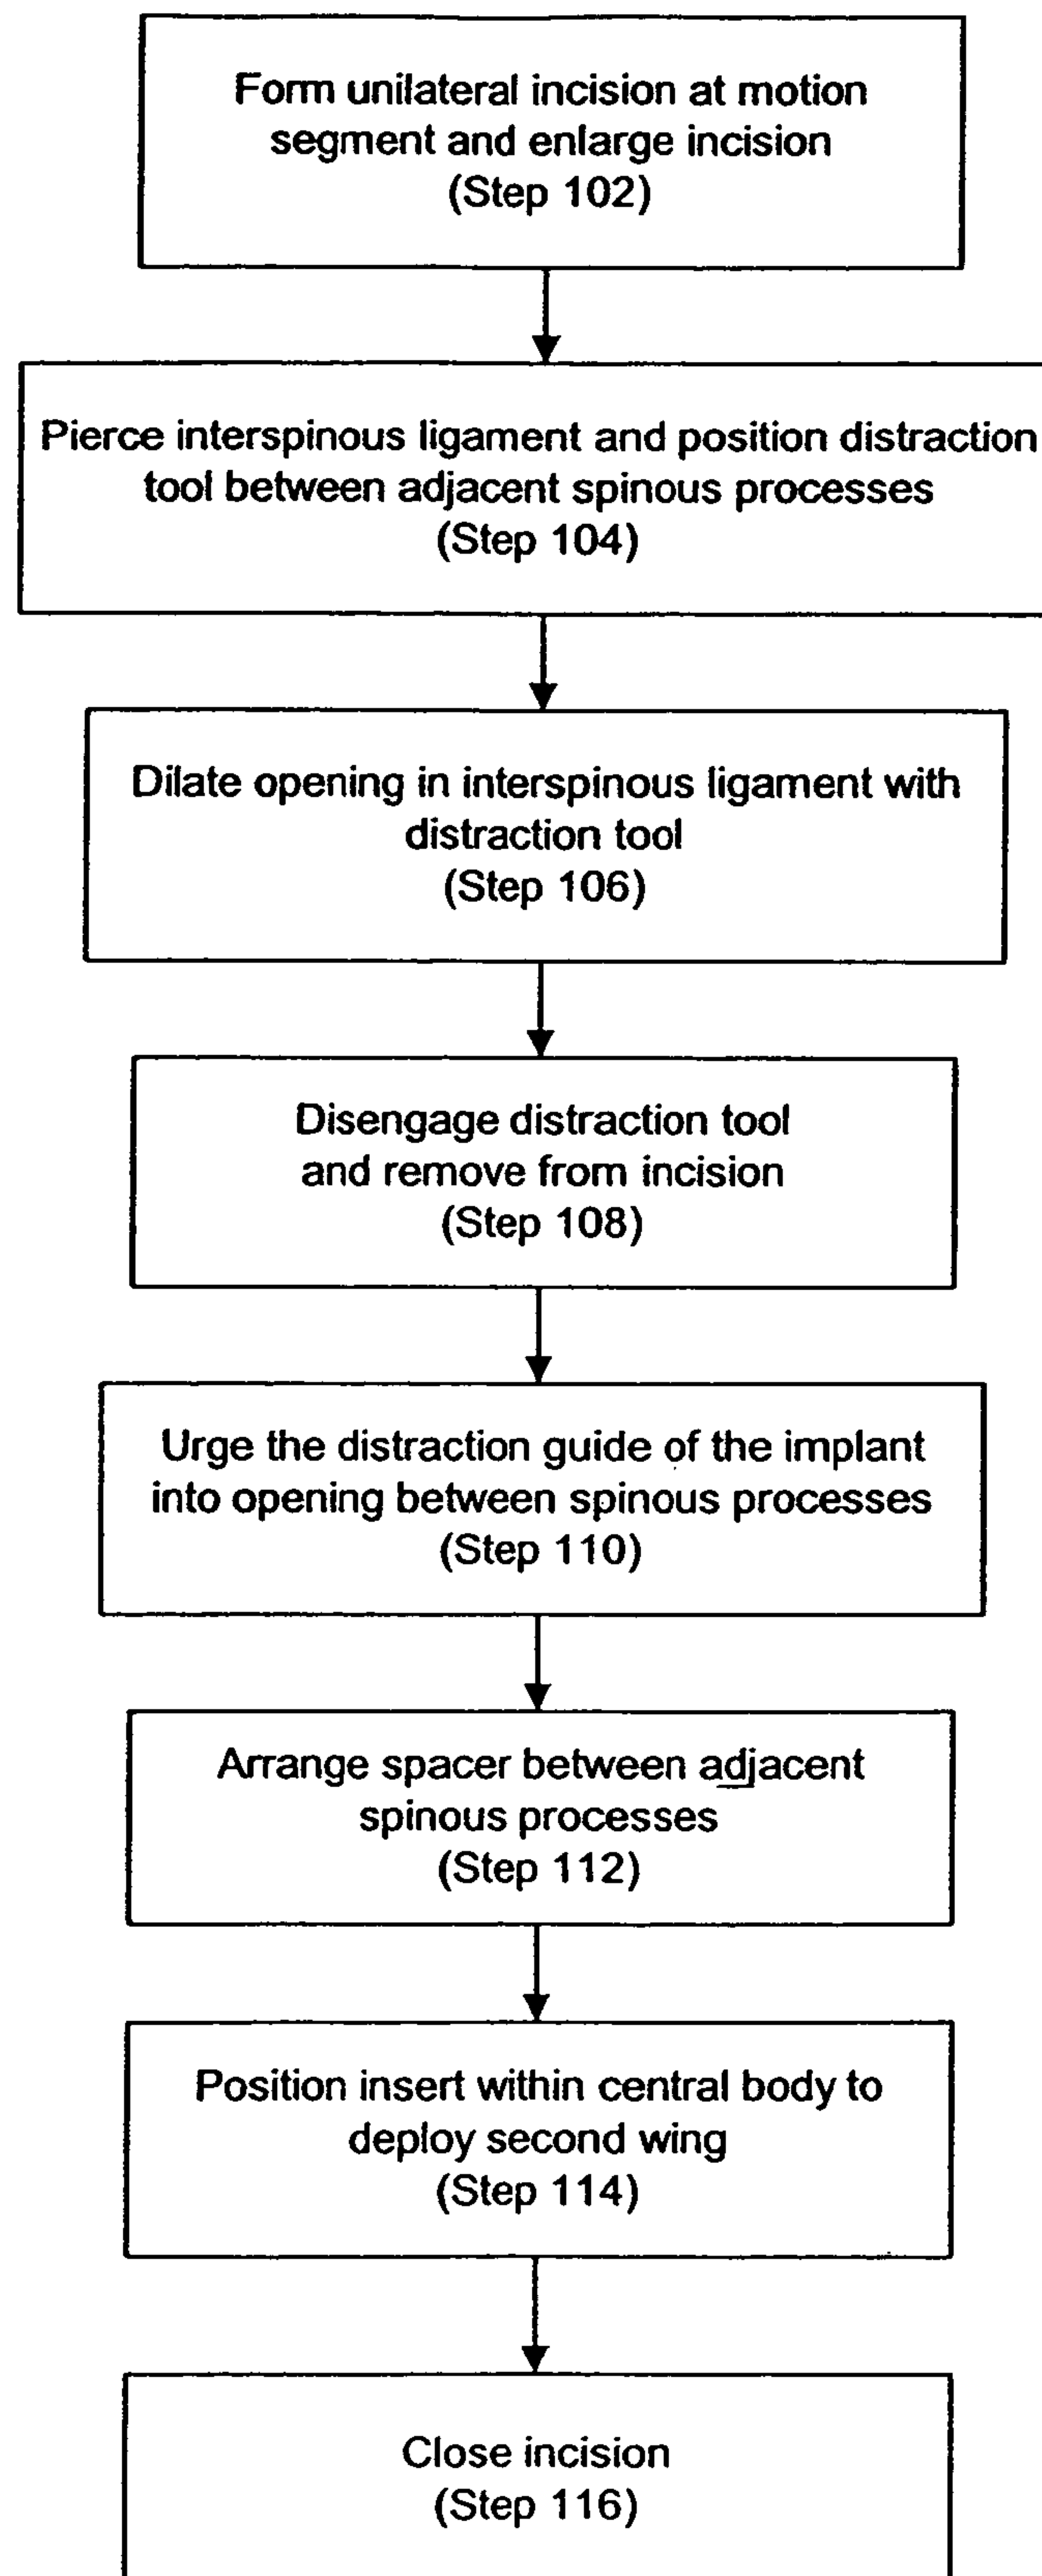 Form unilateral incision at motion
segment and enlarge incision
(Step 102)
Pierce interspinous ligament and position distraction
tool between adjacent spinous processes
(Step 104)
Dilate opening in interspinous ligament with
distraction tool
(Step 106)
Disengage distraction tool
and remove from incision
(Step 108)
Urge the distraction guide of the implant
into opening between spinous processes
(Step 110)
Arrange spacer between adjacent
spinous processes
(Step 112)
Position insert within central body to
deploy second wing
(Step 114)
Close incision
(Step 116)